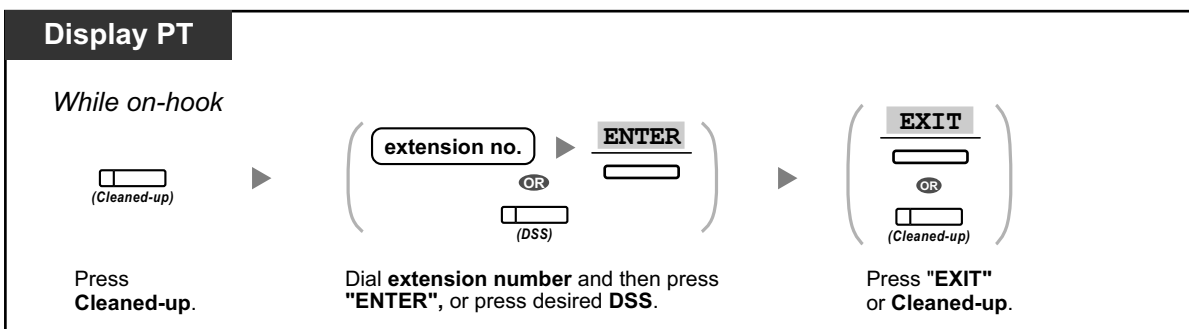 Display PT
While on-hook
(Cleaned-up)
extension no.
ENTER
OR
(DSS)
EXIT
OR
(Cleaned-up)
Press
Cleaned-up.
Dial extension number and then press
"ENTER", or press desired DSS.
Press "EXIT"
or Cleaned-up.